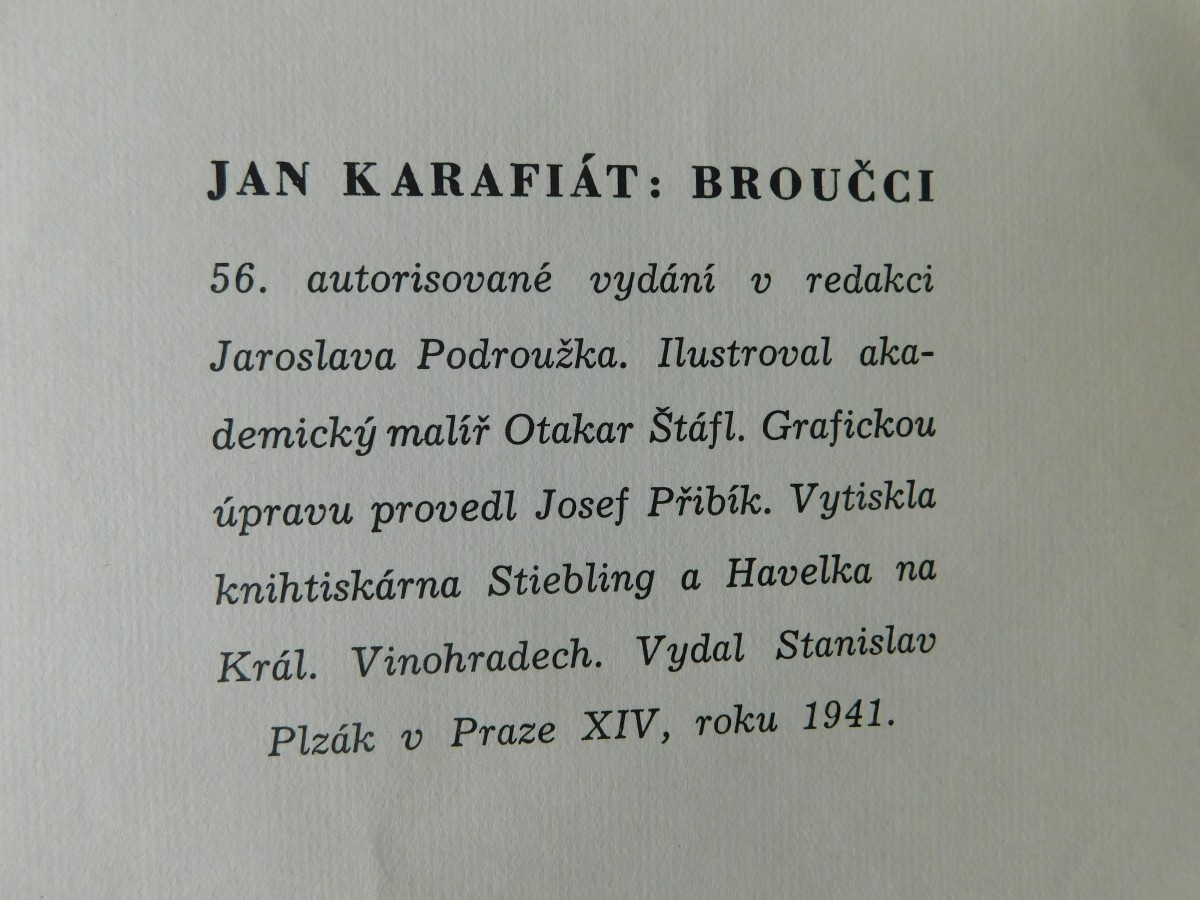 JAN KARAFIÁT: BROUČCI
56. autorisované vydání v redakci
Jaroslava Podroužka. Ilustroval aka-
demický malíř Otakar Štáfl. Grafickou
úpravu provedl Josef Přibík. Vytiskla
knihtiskárna Stiebling a Havelka na
Král. Vinohradech. Vydal Stanislav
Plzák v Praze XIV, roku 1941.